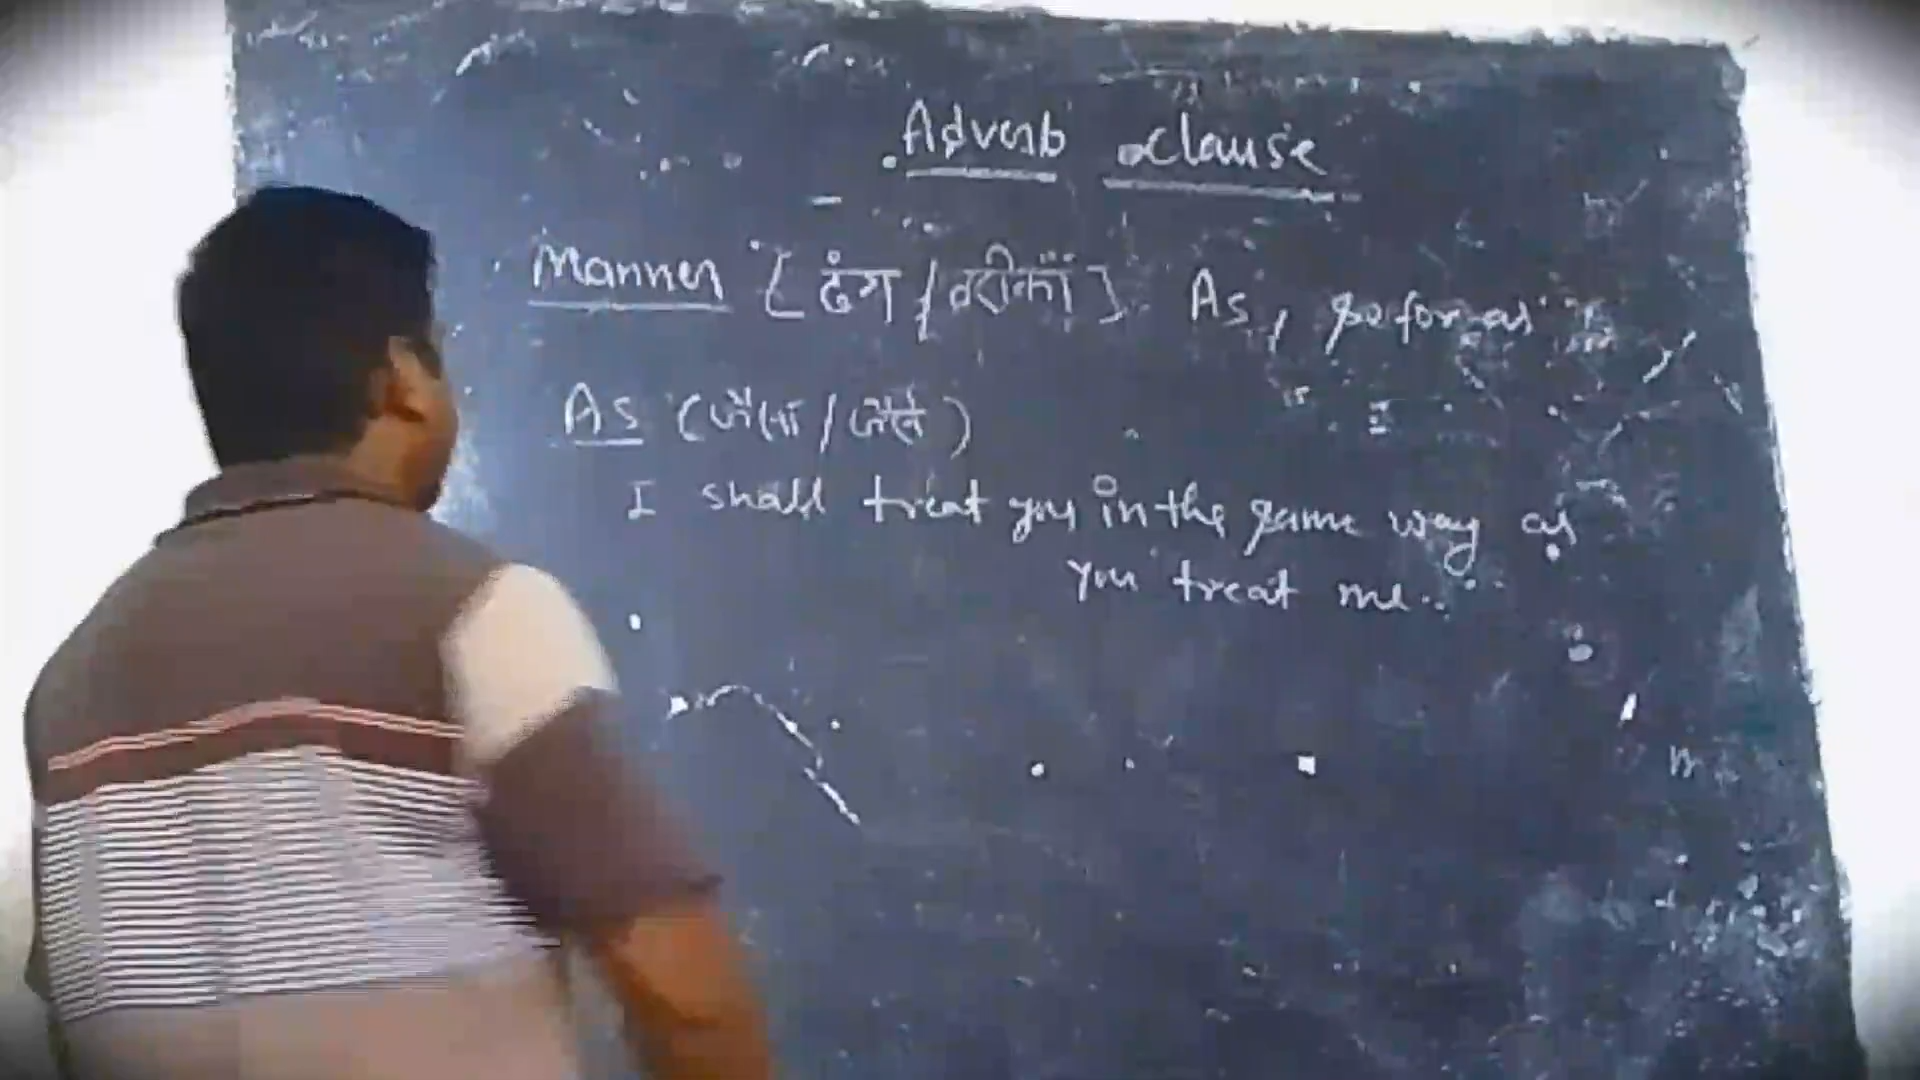 Adverb clause
Manner [ ढंग / तरीका ] As, so far as
As (जैसा / जैसे)
I shall treat you in the same way as
you treat me.